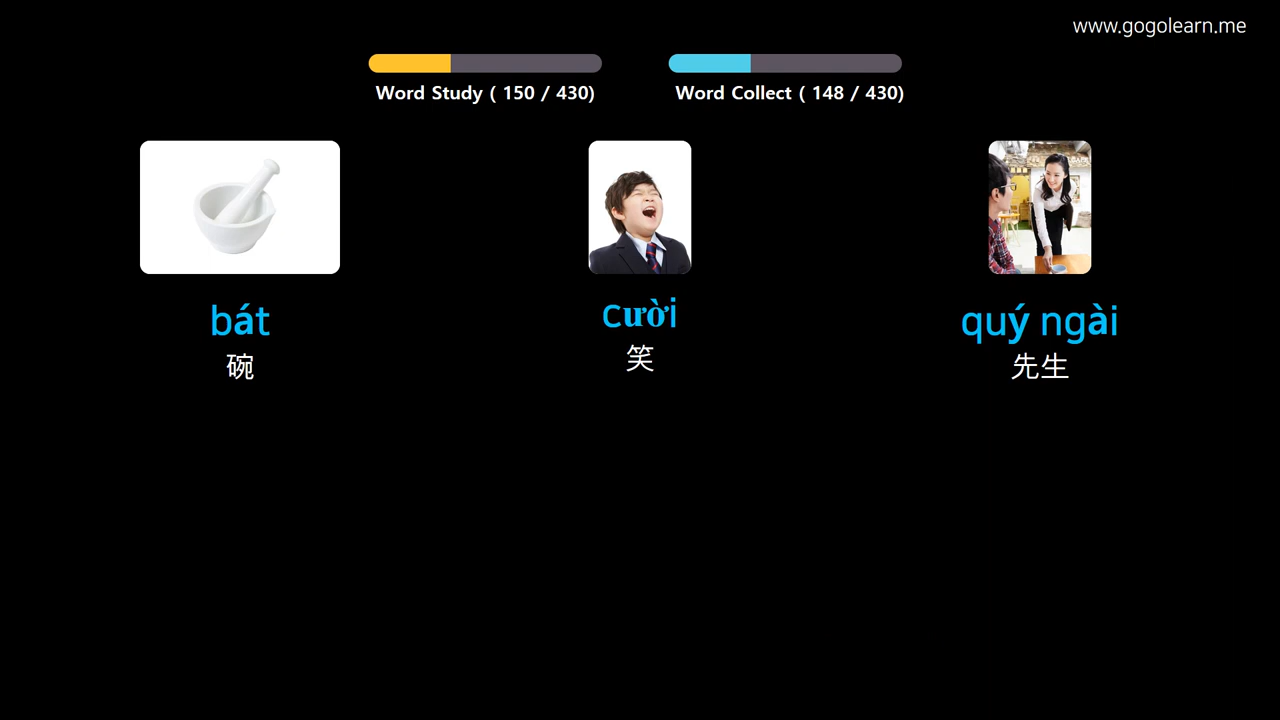 www.gogolearn.me
Word Study ( 150 / 430)
Word Collect ( 148 / 430)
bát
碗
cười
笑
quý ngài
先生